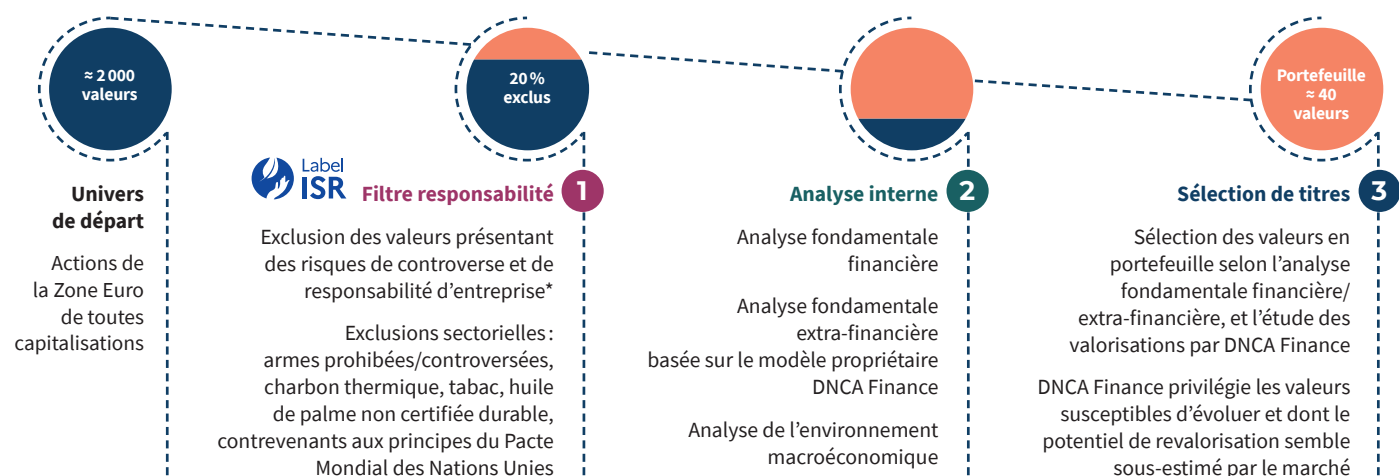 ≈ 2 000
valeurs
Univers
de départ
Actions de
la Zone Euro
de toutes
capitalisations
20 %
exclus
Label
ISR
Filtre responsabilité 1
Exclusion des valeurs présentant
des risques de controverse et de
responsabilité d’entreprise*
Exclusions sectorielles :
armes prohibées/controversées,
charbon thermique, tabac, huile
de palme non certifiée durable,
contrevenants aux principes du Pacte
Mondial des Nations Unies
Analyse interne 2
Analyse fondamentale
financière
Analyse fondamentale
extra-financière
basée sur le modèle propriétaire
DNCA Finance
Analyse de l’environnement
macroéconomique
Portefeuille
≈ 40
valeurs
Sélection de titres 3
Sélection des valeurs en
portefeuille selon l’analyse
fondamentale financière/
extra-financière, et l’étude des
valorisations par DNCA Finance
DNCA Finance privilégie les valeurs
susceptibles d’évoluer et dont le
potentiel de revalorisation semble
sous-estimé par le marché